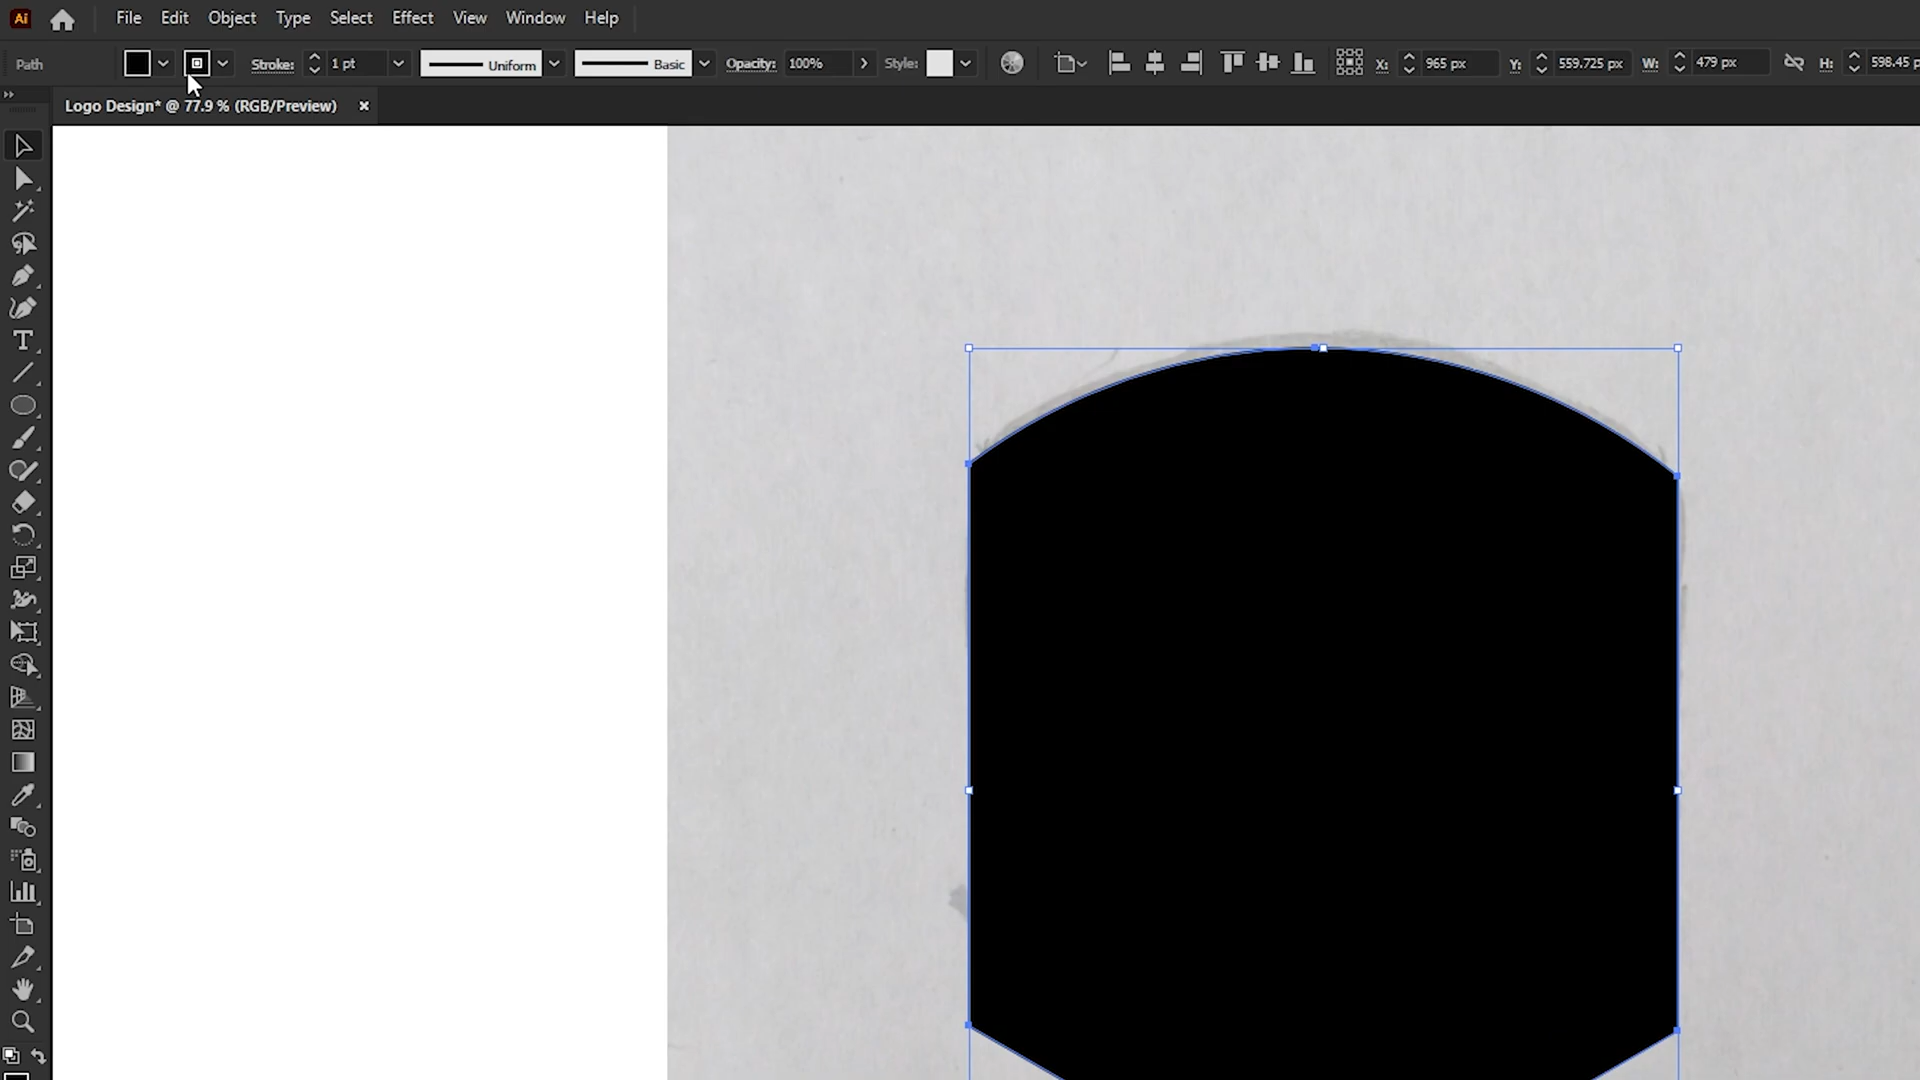 Ai File Edit Object Type Select Effect View Window Help
Path Stroke: 1 pt Uniform Basic Opacity: 100% Style: X: 965 px Y: 559.725 px W: 479 px H: 598.45 p
Logo Design* @ 77.9 % (RGB/Preview) ×